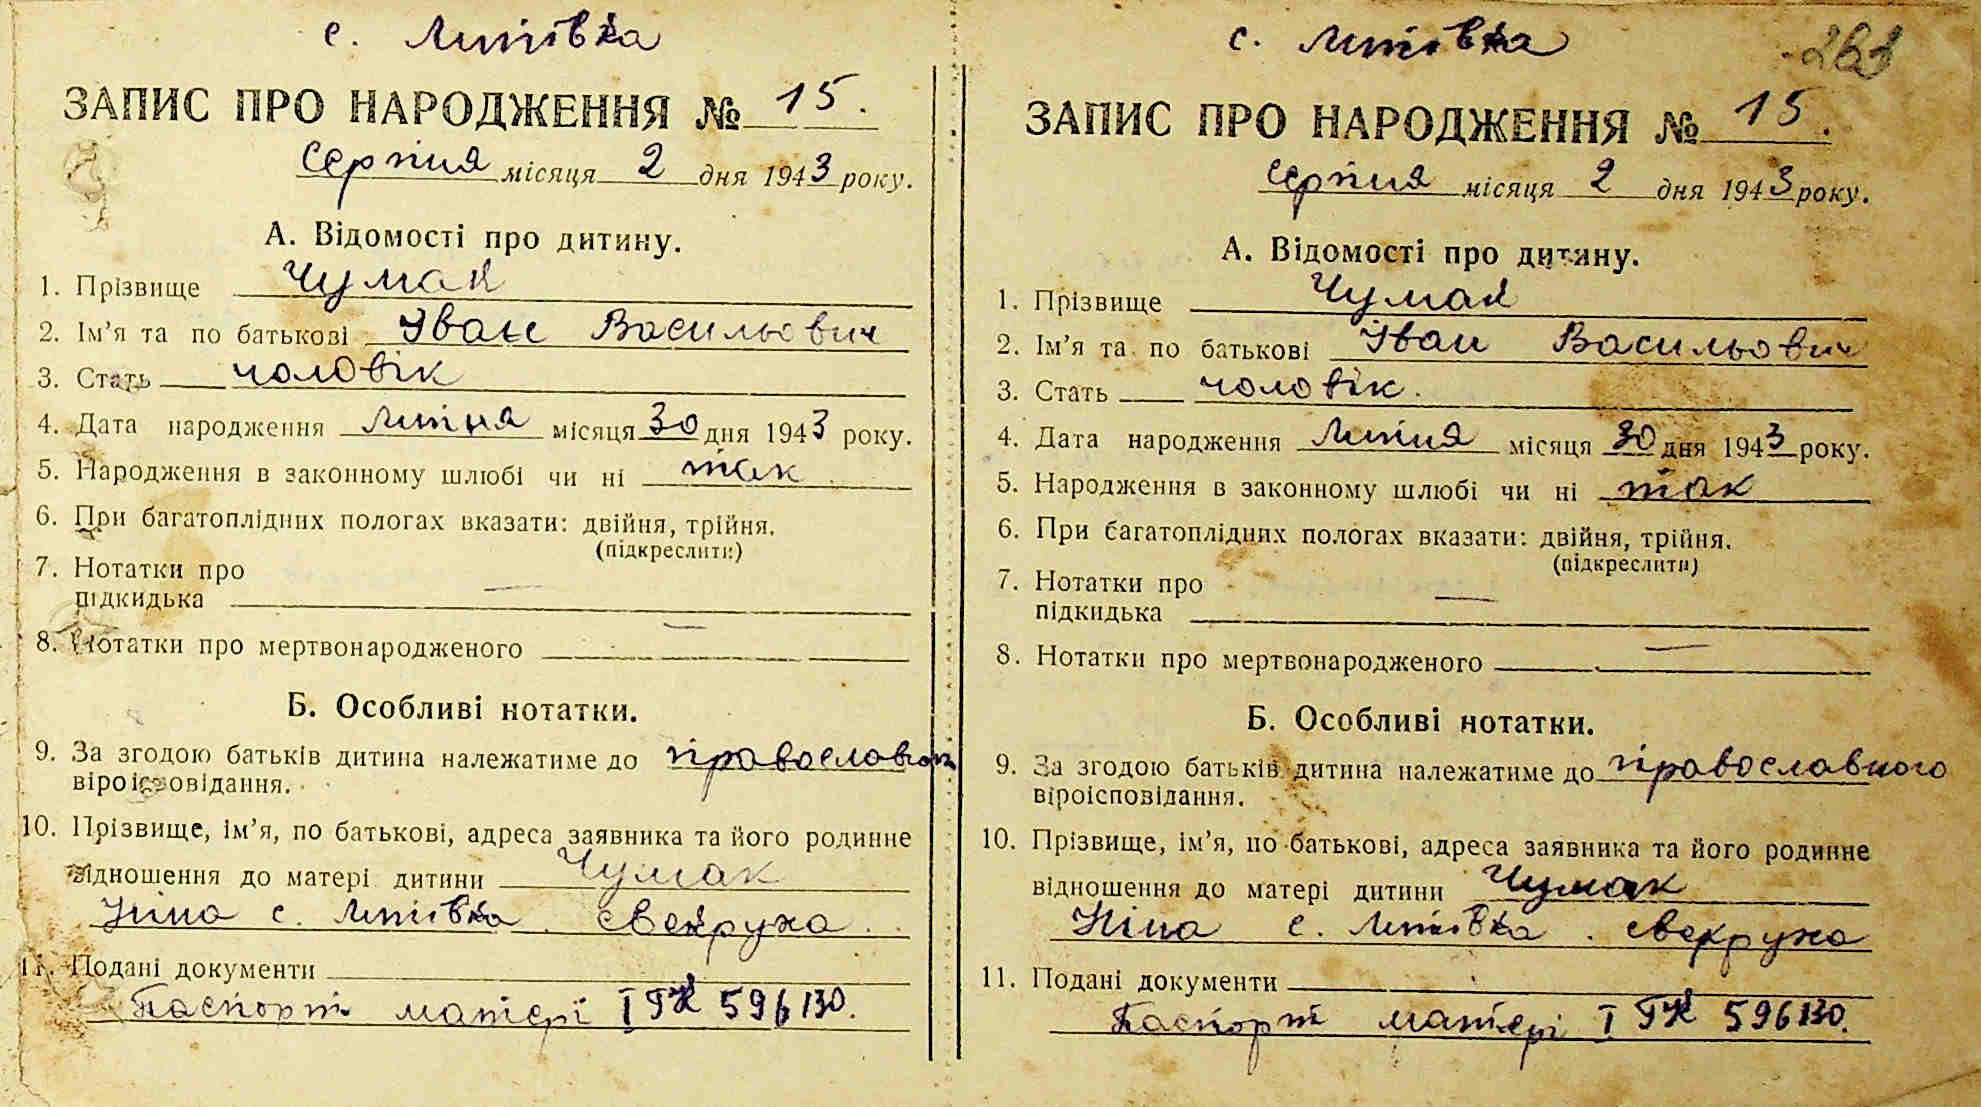 с. Липівка
ЗАПИС ПРО НАРОДЖЕННЯ № 15.
Серпня місяця 2 дня 1943 року.
А. Відомості про дитину.
1. Прізвище Чумак
2. Ім'я та по батькові Іван Васильович
3. Стать чоловік
4. Дата народження Липня місяця 30 дня 1943 року.
5. Народження в законному шлюбі чи ні так
6. При багатоплідних пологах вказати: двійня, трійня.
(підкреслити)
7. Нотатки про
підкидька —
8. Нотатки про мертвонародженого —
Б. Особливі нотатки.
9. За згодою батьків дитина належатиме до православн
віроісповідання.
10. Прізвище, ім'я, по батькові, адреса заявника та його родинне
відношення до матері дитини Чумак
Ніна с. Липівка свекруха.
11. Подані документи
Паспорт матері І ГК 596130.
с. Липівка
263
ЗАПИС ПРО НАРОДЖЕННЯ № 15.
Серпня місяця 2 дня 1943 року.
А. Відомості про дитину.
1. Прізвище Чумак
2. Ім'я та по батькові Іван Васильович
3. Стать чоловік.
4. Дата народження Липня місяця 30 дня 1943 року.
5. Народження в законному шлюбі чи ні так
6. При багатоплідних пологах вказати: двійня, трійня.
(підкреслити)
7. Нотатки про
підкидька —
8. Нотатки про мертвонародженого —
Б. Особливі нотатки.
9. За згодою батьків дитина належатиме до православного
віроісповідання.
10. Прізвище, ім'я, по батькові, адреса заявника та його родинне
відношення до матері дитини Чумак
Ніна с. Липівка. свекруха
11. Подані документи
Паспорт матері І ГК 596130.